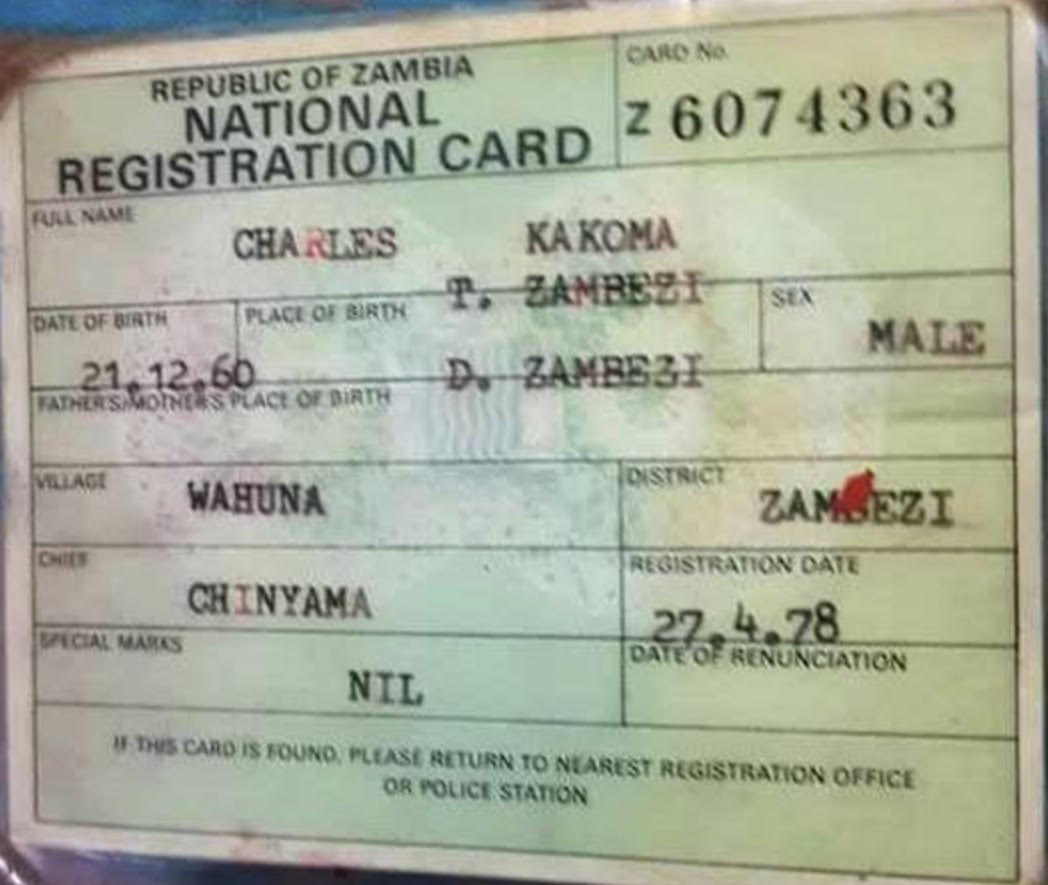 REPUBLIC OF ZAMBIA
NATIONAL
REGISTRATION CARD
CARD No.
Z 6074363
FULL NAME
CHARLES KAKOMA
DATE OF BIRTH
21.12.60
PLACE OF BIRTH
T. ZAMBEZI
D. ZAMBEZI
SEX
MALE
FATHER'S/MOTHER'S PLACE OF BIRTH
VILLAGE
WAHUNA
DISTRICT
ZAMBEZI
CHIEF
CHINYAMA
REGISTRATION DATE
27.4.78
SPECIAL MARKS
NIL
DATE OF RENUNCIATION
IF THIS CARD IS FOUND, PLEASE RETURN TO NEAREST REGISTRATION OFFICE
OR POLICE STATION